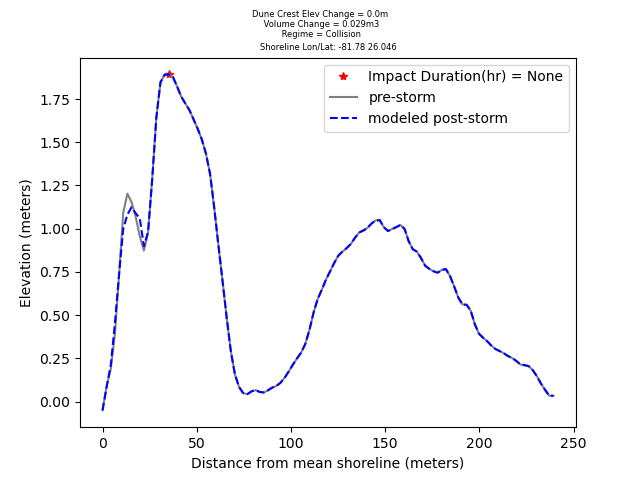 Dune Crest Elev Change = 0.0m
Volume Change = 0.029m3
Regime = Collision
Shoreline Lon/Lat: -81.78 26.046
Impact Duration(hr) = None
pre-storm
modeled post-storm
Elevation (meters)
1.75
1.50
1.25
1.00
0.75
0.50
0.25
0.00
0 50 100 150 200 250
Distance from mean shoreline (meters)